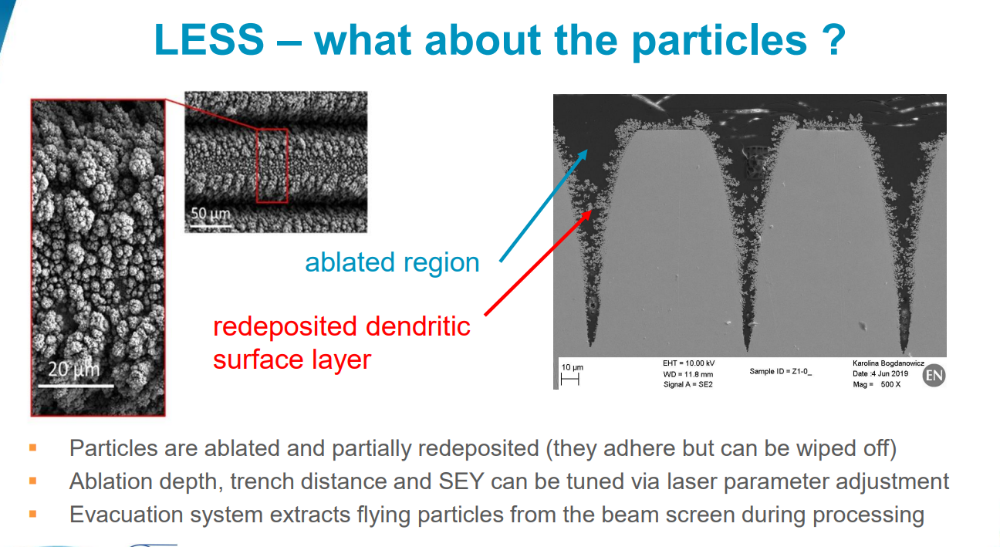 LESS – what about the particles ?
50 µm
20 µm
ablated region
redeposited dendritic
surface layer
10 µm
EHT = 10.00 kV
WD = 11.8 mm
Signal A = SE2
Sample ID = Z1-0_
Karolina Bogdanowicz
Date :4 Jun 2019
Mag = 500 X
EN
Particles are ablated and partially redeposited (they adhere but can be wiped off)
Ablation depth, trench distance and SEY can be tuned via laser parameter adjustment
Evacuation system extracts flying particles from the beam screen during processing